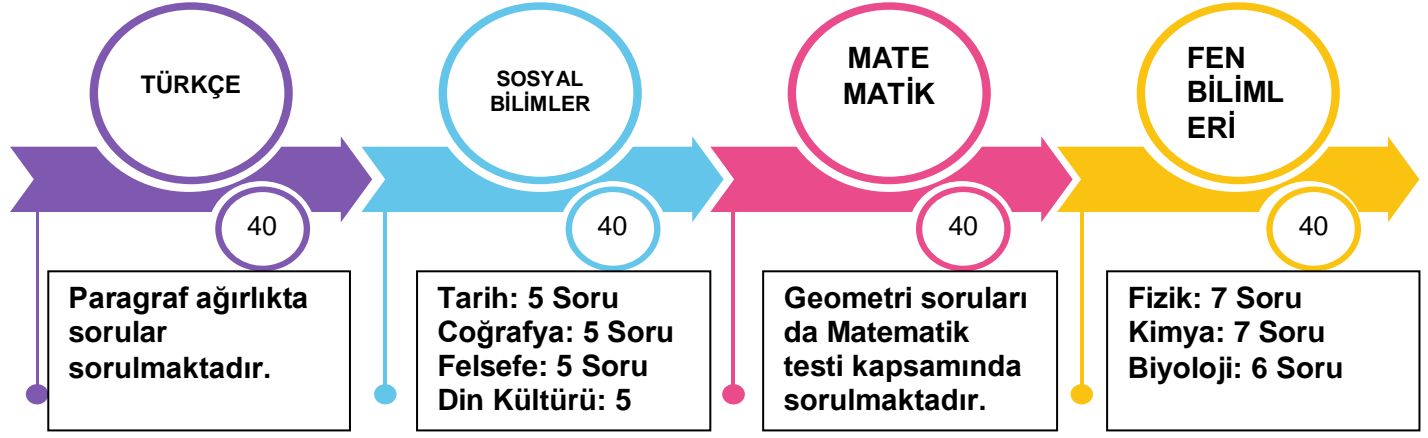 TÜRKÇE
40
Paragraf ağırlıkta
sorular
sorulmaktadır.
SOSYAL
BİLİMLER
40
Tarih: 5 Soru
Coğrafya: 5 Soru
Felsefe: 5 Soru
Din Kültürü: 5
MATE
MATİK
40
Geometri soruları
da Matematik
testi kapsamında
sorulmaktadır.
FEN
BİLİML
ERİ
40
Fizik: 7 Soru
Kimya: 7 Soru
Biyoloji: 6 Soru